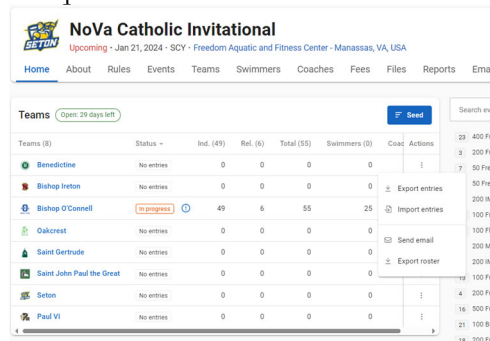 SETON
NoVa Catholic Invitational
Upcoming · Jan 21, 2024 · SCY · Freedom Aquatic and Fitness Center - Manassas, VA, USA
Home About Rules Events Teams Swimmers Coaches Fees Files Reports Ema
Teams Open: 29 days left Seed
Search ev
Teams (8) Status Ind. (49) Rel. (6) Total (55) Swimmers (0) Coac Actions
Benedictine No entries 0 0 0 0
Bishop Ireton No entries 0 0 0 0
Bishop O'Connell In progress 49 6 55 25
Oakcrest No entries 0 0 0 0
Saint Gertrude No entries 0 0 0 0
Saint John Paul the Great No entries 0 0 0 0
Seton No entries 0 0 0 0
Paul VI No entries 0 0 0 0
Export entries
Import entries
Send email
Export roster
23 400 Fr
3 200 Fr
7 50 Fre
50 Fre
200 IM
100 Fr
100 Fl
200 M
200 IM
13 100 Fr
4 200 Fr
16 500 Fr
21 100 B
18 200 Fr